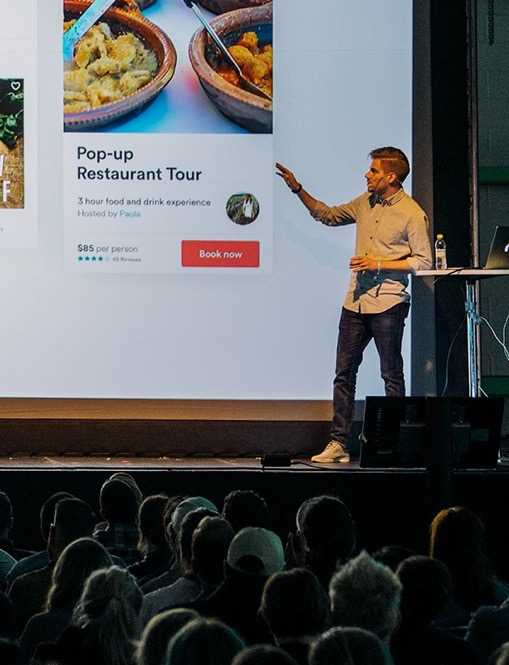 Pop-up
Restaurant Tour
3 hour food and drink experience
Hosted by Paula
$85 per person
Book now